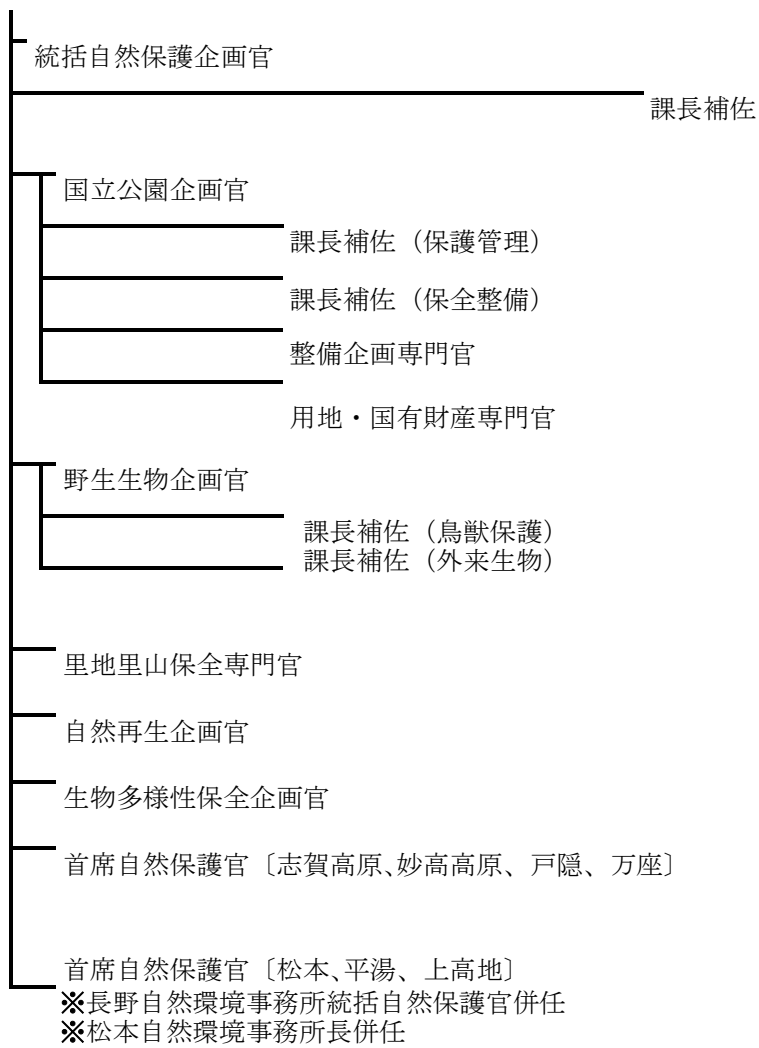 統括自然保護企画官
課長補佐
国立公園企画官
課長補佐（保護管理）
課長補佐（保全整備）
整備企画専門官
用地・国有財産専門官
野生生物企画官
課長補佐（鳥獣保護）
課長補佐（外来生物）
里地里山保全専門官
自然再生企画官
生物多様性保全企画官
首席自然保護官〔志賀高原、妙高高原、戸隠、万座〕
首席自然保護官〔松本、平湯、上高地〕
※長野自然環境事務所統括自然保護官併任
※松本自然環境事務所長併任